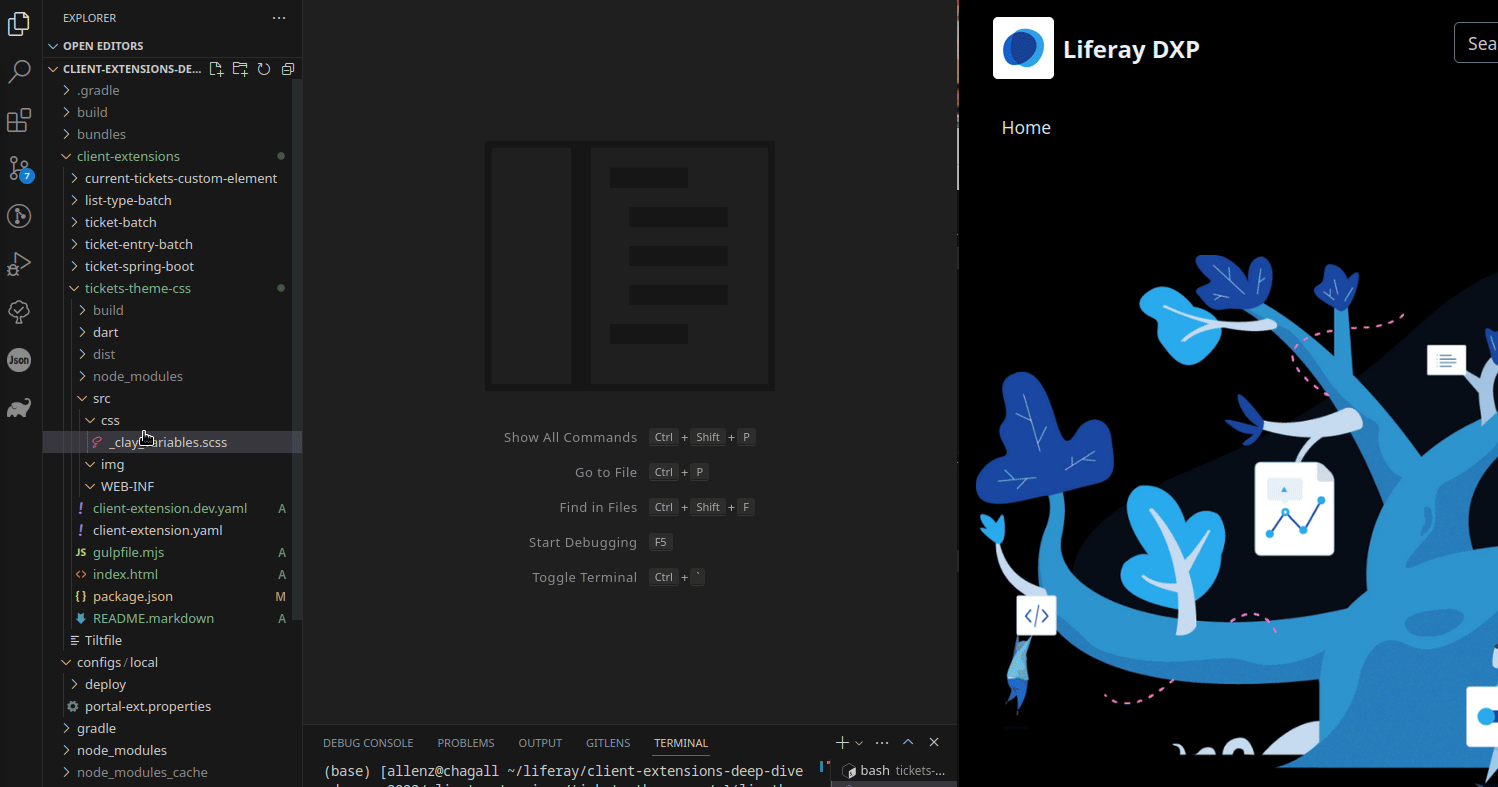 EXPLORER
OPEN EDITORS
CLIENT-EXTENSIONS-DE...
.gradle
build
bundles
client-extensions
current-tickets-custom-element
list-type-batch
ticket-batch
ticket-entry-batch
ticket-spring-boot
tickets-theme-css
build
dart
dist
node_modules
src
css
img
WEB-INF
! client-extension.dev.yaml A
! client-extension.yaml
JS gulpfile.mjs A
<> index.html A
{} package.json M
README.markdown A
Tiltfile
configs / local
deploy
portal-ext.properties
gradle
node_modules
node_modules_cache
7
Json
Show All Commands Ctrl + Shift + P
Go to File Ctrl + P
Find in Files Ctrl + Shift + F
Start Debugging F5
Toggle Terminal Ctrl + `
DEBUG CONSOLE PROBLEMS OUTPUT GITLENS TERMINAL
(base) [allenz@chagall ~/liferay/client-extensions-deep-dive
bash tickets-...
Liferay DXP
Sea
Home
</>